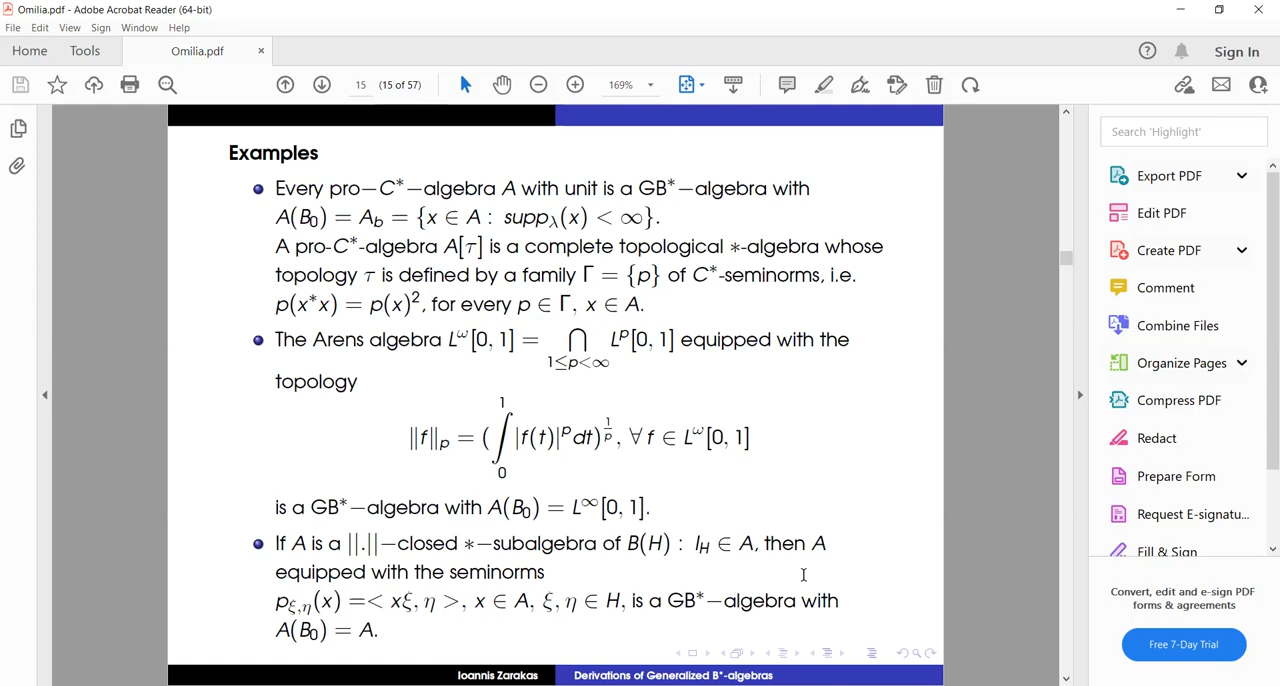 Omilia.pdf - Adobe Acrobat Reader (64-bit)
File Edit View Sign Window Help
Home Tools Omilia.pdf × Sign In
15 (15 of 57) 169%
Search 'Highlight'
Export PDF
Edit PDF
Create PDF
Comment
Combine Files
Organize Pages
Compress PDF
Redact
Prepare Form
Request E-signatu...
Fill & Sign
Convert, edit and e-sign PDF
forms & agreements
Free 7-Day Trial
Examples
Every pro−C*−algebra A with unit is a GB*−algebra with
A(B₀) = A_b = {x ∈ A : supp_λ(x) < ∞}.
A pro-C*-algebra A[τ] is a complete topological *-algebra whose
topology τ is defined by a family Γ = {p} of C*-seminorms, i.e.
p(x*x) = p(x)², for every p ∈ Γ, x ∈ A.
The Arens algebra L^ω[0, 1] = ⋂ L^p[0, 1] equipped with the
1≤p<∞
topology
||f||_p = (∫₀¹ |f(t)|^p dt)^{1/p}, ∀ f ∈ L^ω[0, 1]
is a GB*−algebra with A(B₀) = L^∞[0, 1].
If A is a ||.||−closed *−subalgebra of B(H) : I_H ∈ A, then A
equipped with the seminorms
p_{ξ,η}(x) =< xξ, η >, x ∈ A, ξ, η ∈ H, is a GB*−algebra with
A(B₀) = A.
Ioannis Zarakas Derivations of Generalized B*-algebras